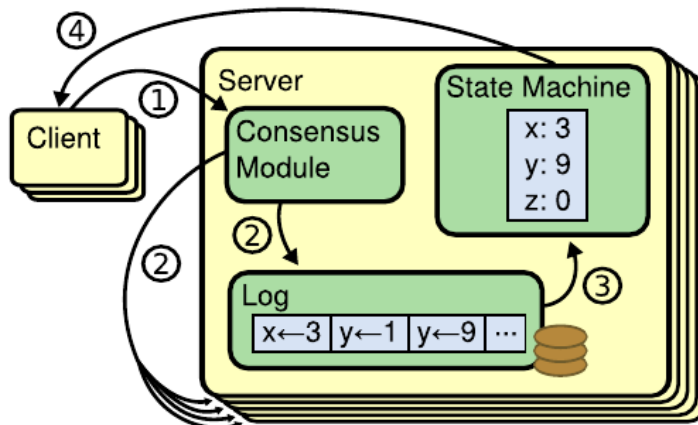 ④
①
Server
State Machine
Client
Consensus
Module
x: 3
y: 9
z: 0
②
②
③
Log
x←3 y←1 y←9 ...